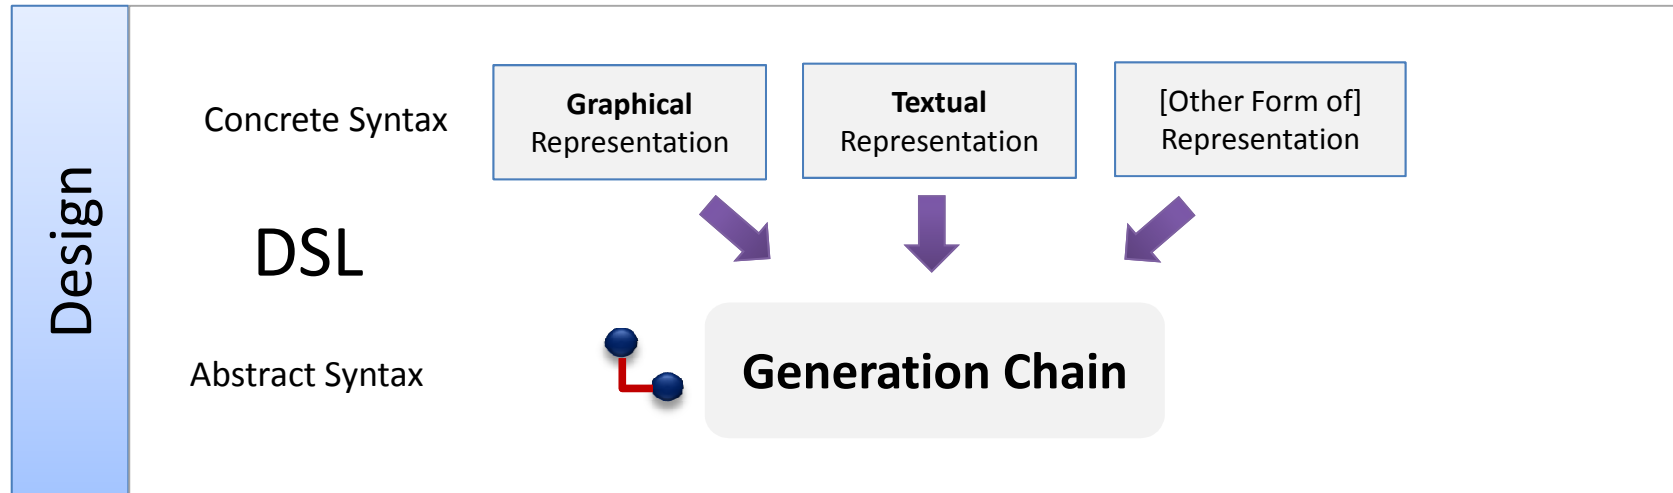 Design
Concrete Syntax
Graphical
Representation
Textual
Representation
[Other Form of]
Representation
DSL
Abstract Syntax
Generation Chain